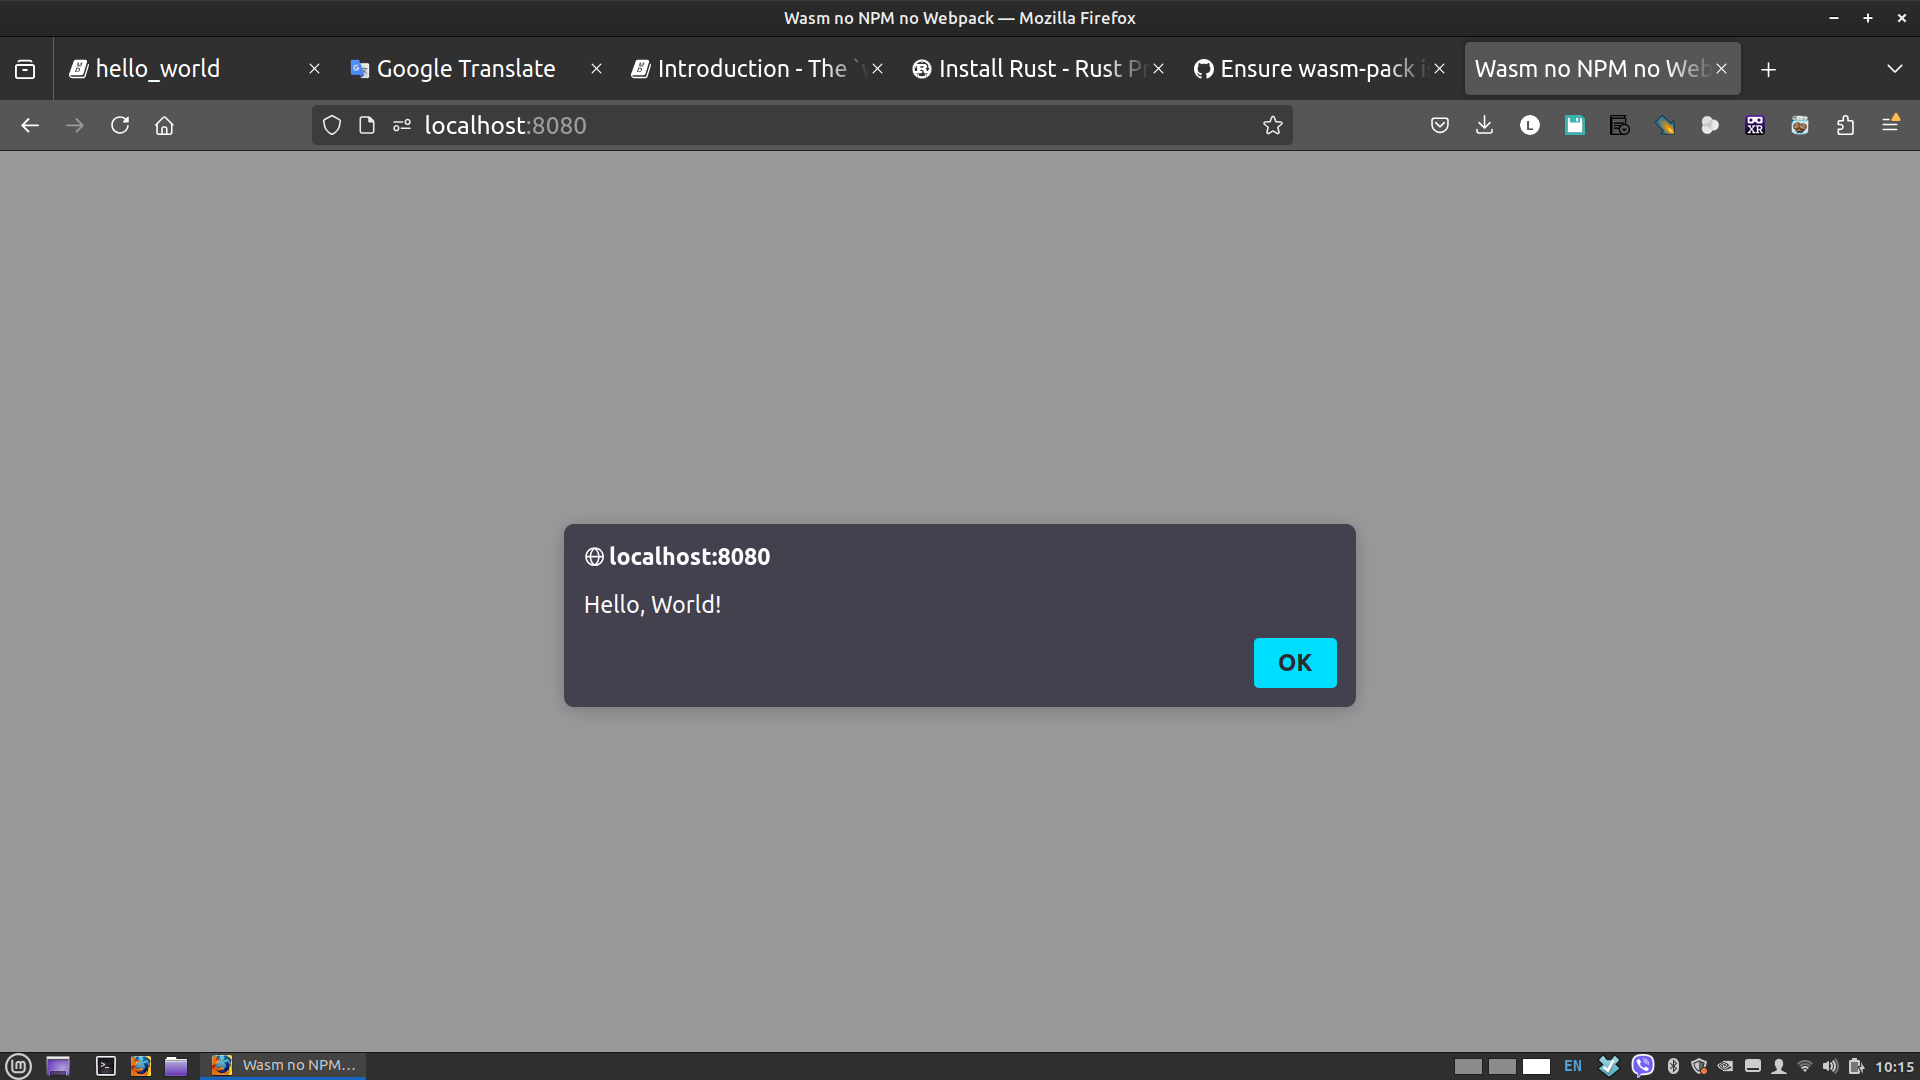 Wasm no NPM no Webpack — Mozilla Firefox
hello_world
Google Translate
Introduction - The
Install Rust - Rust
Ensure wasm-pack
Wasm no NPM no Web
localhost:8080
L
XR
localhost:8080
Hello, World!
OK
Wasm no NPM...
EN
10:15